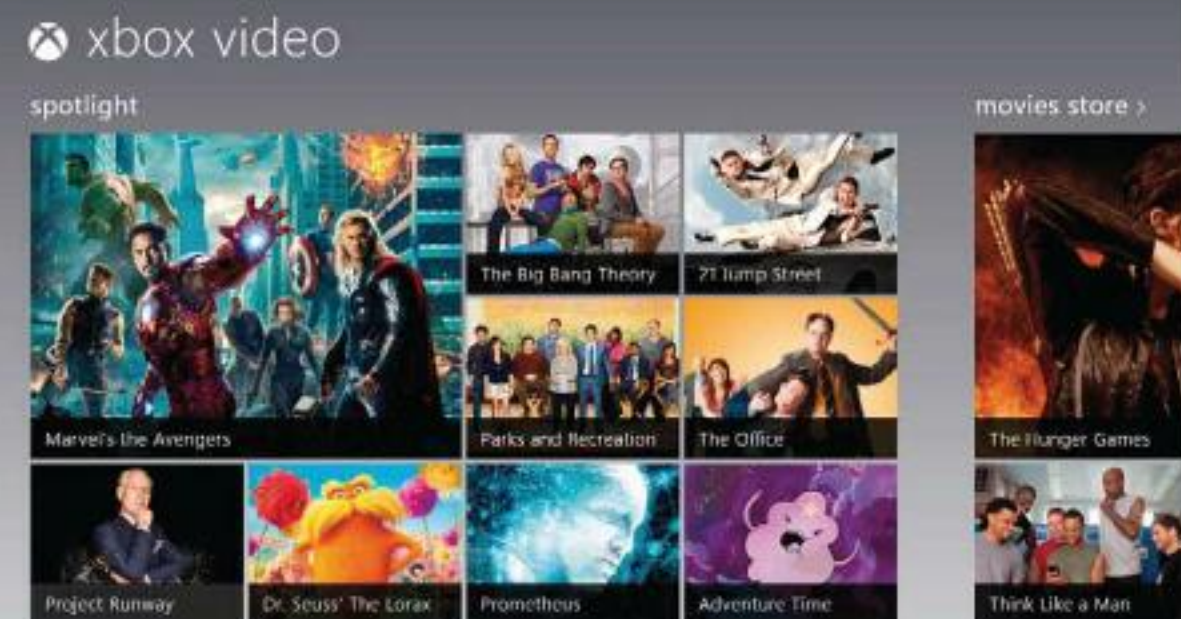 xbox video
spotlight
movies store >
Marvel's the Avengers
The Big Bang Theory
21 Jump Street
Parks and Recreation
The Office
The Hunger Games
Project Runway
Dr. Seuss' The Lorax
Prometheus
Adventure Time
Think Like a Man